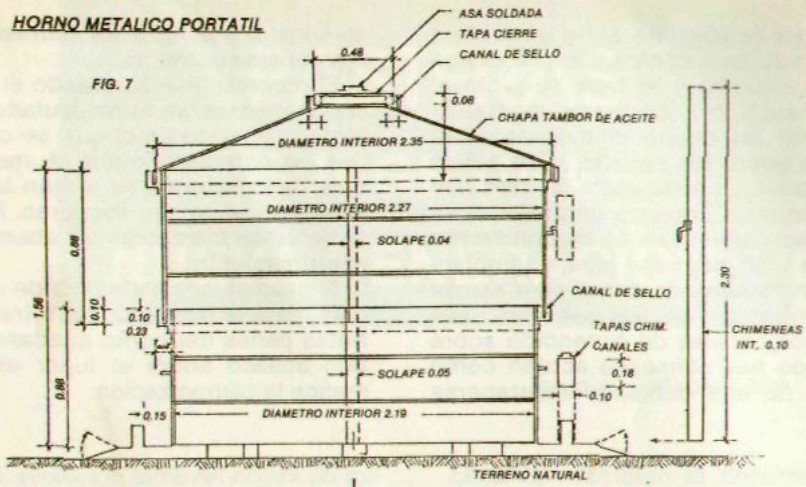 HORNO METALICO PORTATIL
FIG. 7
ASA SOLDADA
TAPA CIERRE
CANAL DE SELLO
0.48
0.06
CHAPA TAMBOR DE ACEITE
DIAMETRO INTERIOR 2.35
DIAMETRO INTERIOR 2.27
SOLAPE 0.04
0.86
1.56
2.30
0.10
0.10
0.23
CANAL DE SELLO
TAPAS CHIM.
CANALES
CHIMENEAS
INT. 0.10
SOLAPE 0.05
0.18
0.10
0.86
0.15
DIAMETRO INTERIOR 2.19
TERRENO NATURAL